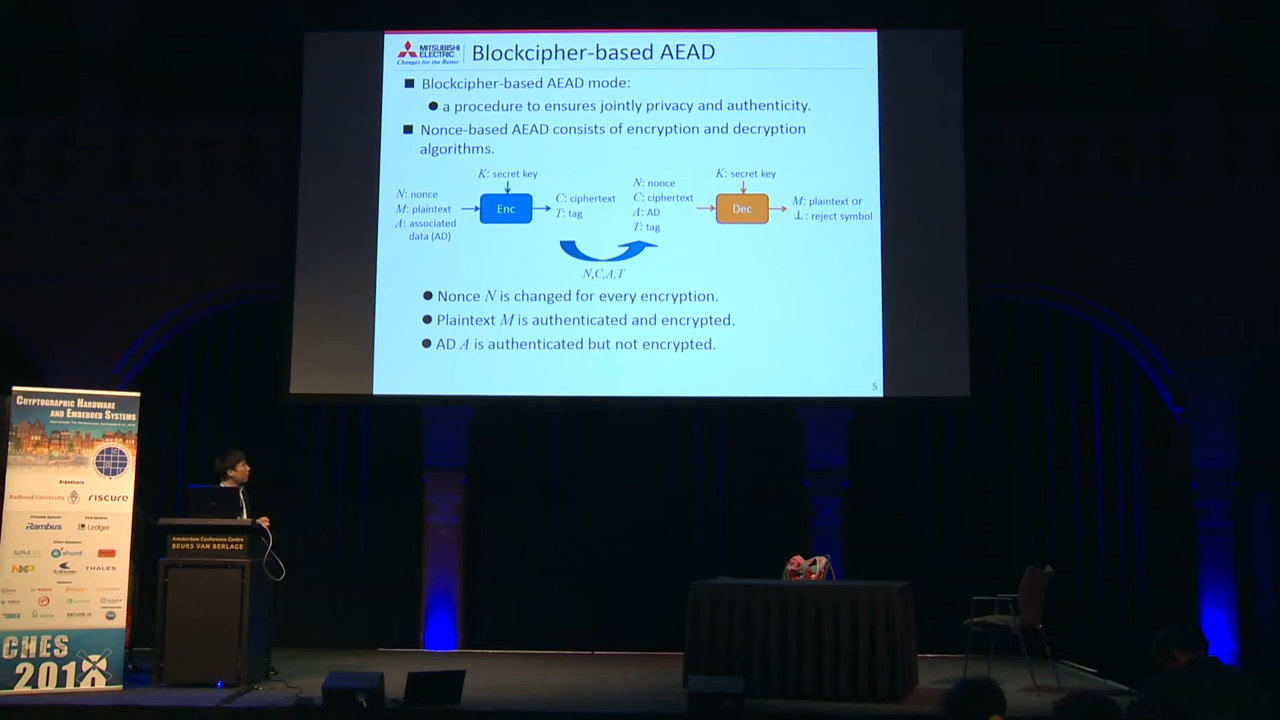 MITSUBISHI
ELECTRIC
Changes for the Better
Blockcipher-based AEAD
Blockcipher-based AEAD mode:
a procedure to ensures jointly privacy and authenticity.
Nonce-based AEAD consists of encryption and decryption
algorithms.
K: secret key
N: nonce
M: plaintext
A: associated
data (AD)
Enc
C: ciphertext
T: tag
K: secret key
N: nonce
C: ciphertext
A: AD
T: tag
Dec
M: plaintext or
⊥: reject symbol
N,C,A,T
Nonce N is changed for every encryption.
Plaintext M is authenticated and encrypted.
AD A is authenticated but not encrypted.
5
CRYPTOGRAPHIC HARDWARE
AND EMBEDDED SYSTEMS
Organizers
Radboud University
riscure
Rambus
Ledger
NXP
THALES
CHES
2018
Amsterdam Conference Centre
BEURS VAN BERLAGE